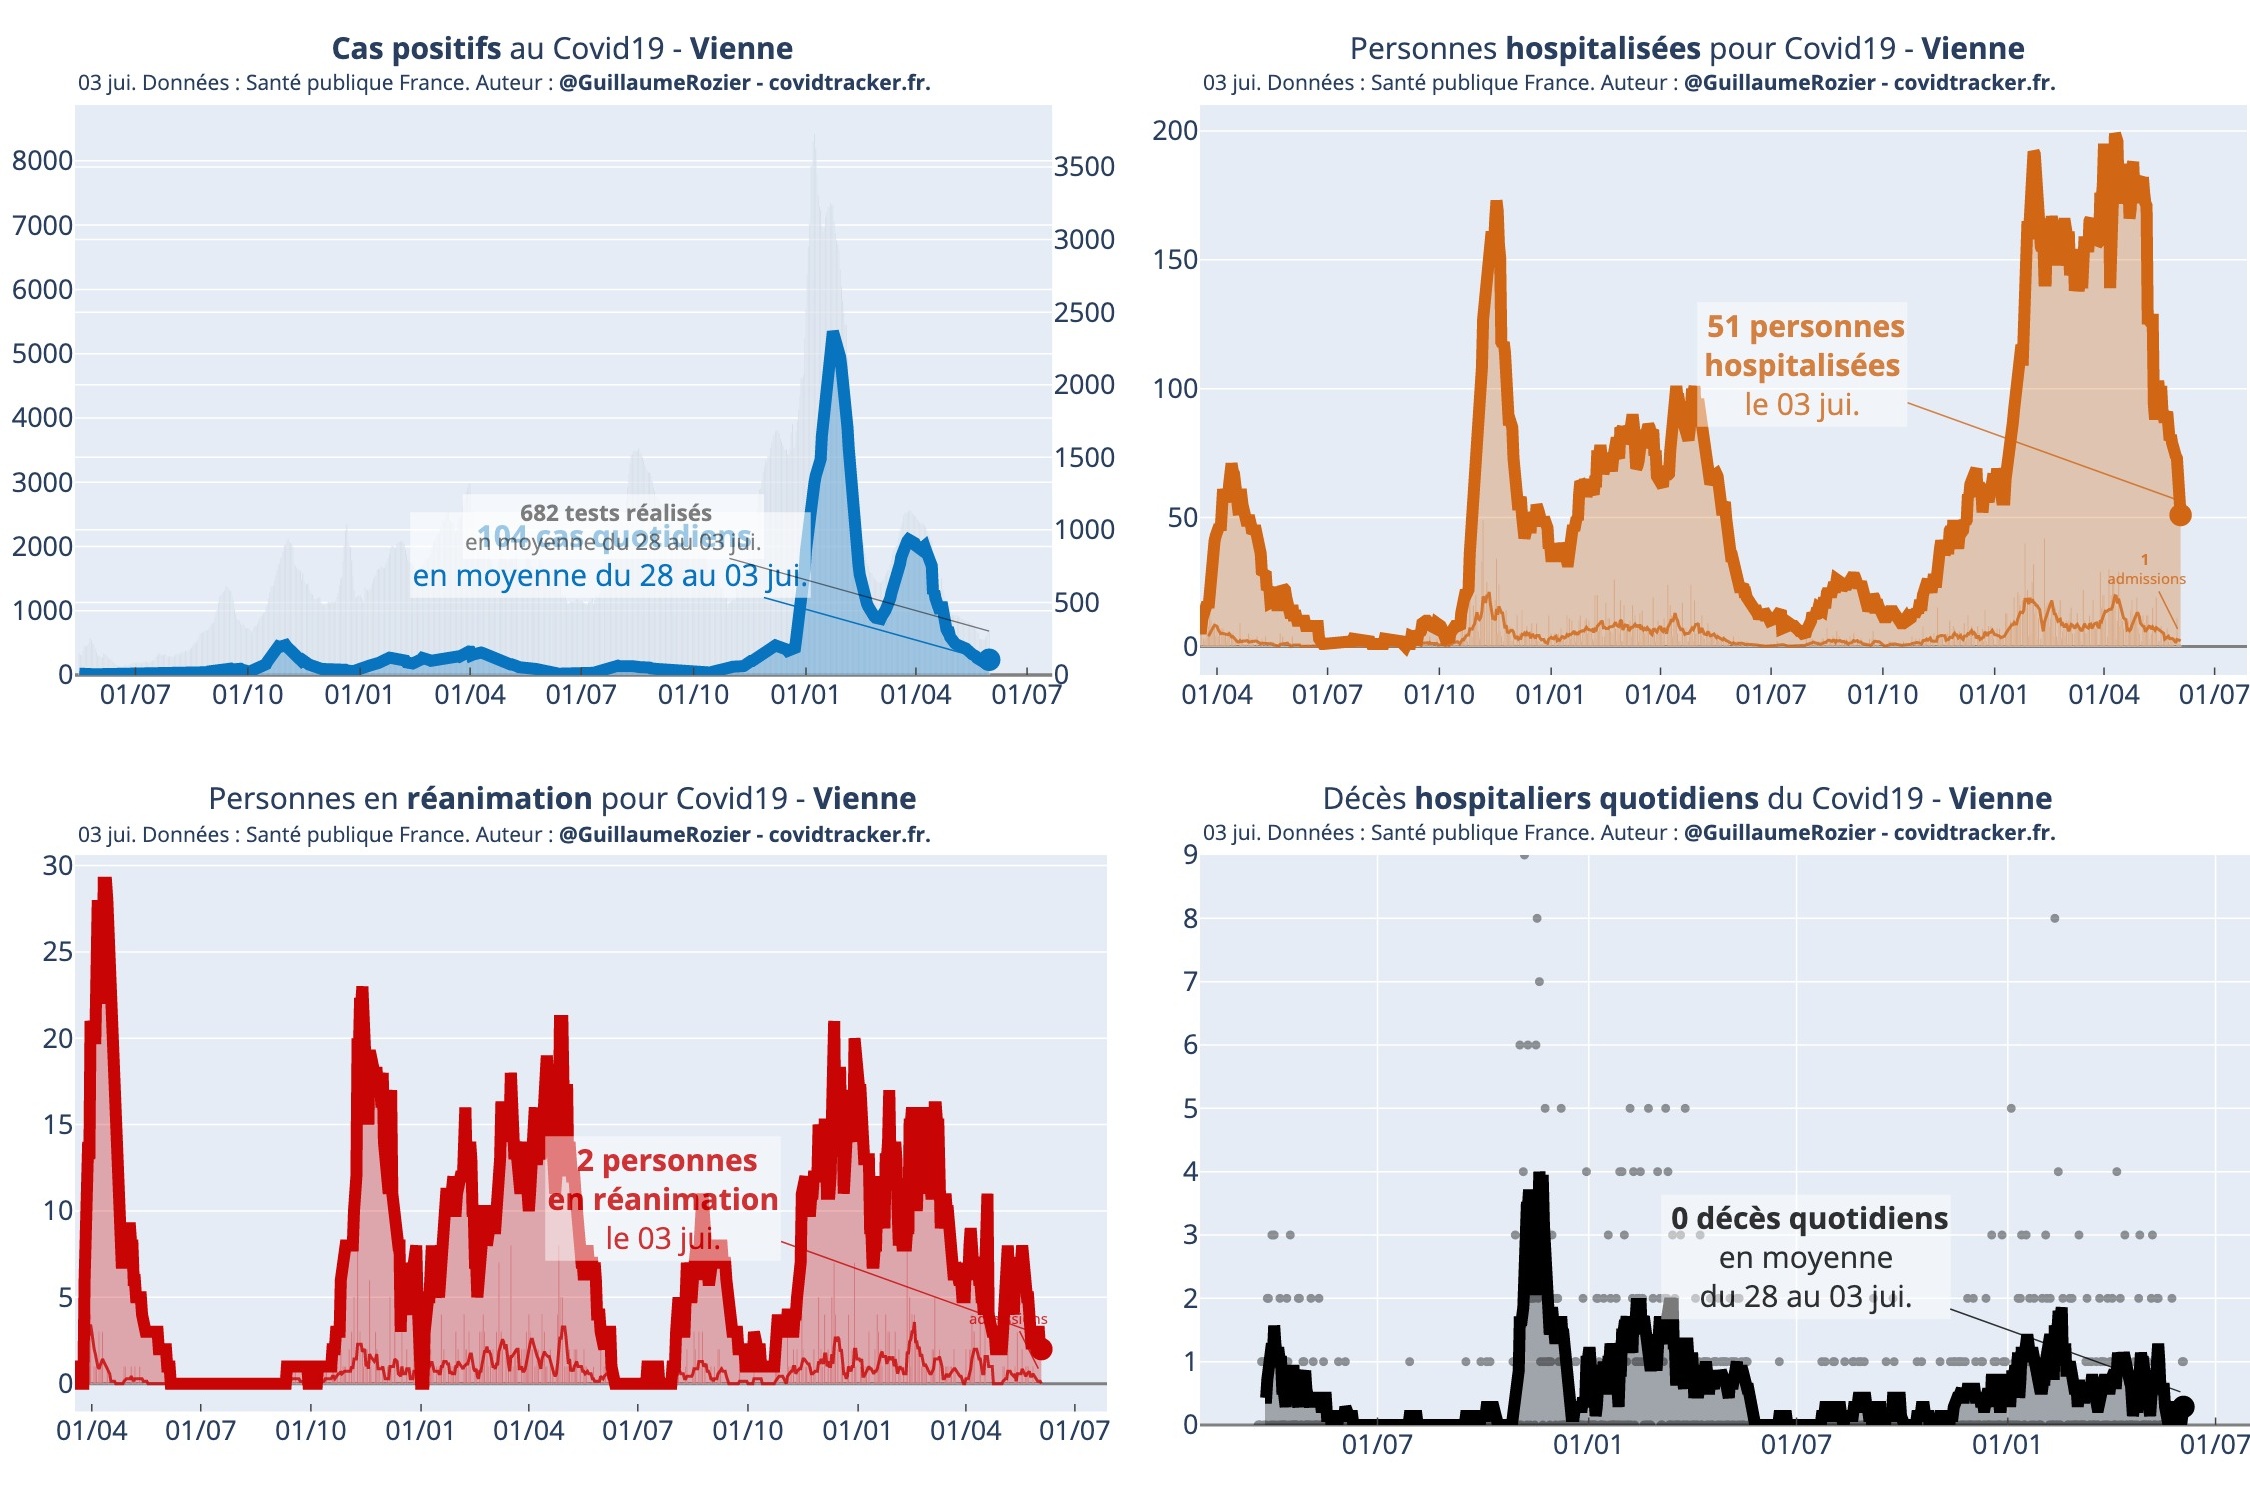 Cas positifs au Covid19 - Vienne
03 jui. Données : Santé publique France. Auteur : @GuillaumeRozier - covidtracker.fr.
8000
7000
6000
5000
4000
3000
2000
1000
0
3500
3000
2500
2000
1500
1000
500
0
682 tests réalisés
en moyenne du 28 au 03 jui.
104 cas quotidiens
en moyenne du 28 au 03 jui.
01/07 01/10 01/01 01/04 01/07 01/10 01/01 01/04 01/07
Personnes hospitalisées pour Covid19 - Vienne
03 jui. Données : Santé publique France. Auteur : @GuillaumeRozier - covidtracker.fr.
200
150
100
50
0
51 personnes
hospitalisées
le 03 jui.
1
admissions
01/04 01/07 01/10 01/01 01/04 01/07 01/10 01/01 01/04 01/07
Personnes en réanimation pour Covid19 - Vienne
03 jui. Données : Santé publique France. Auteur : @GuillaumeRozier - covidtracker.fr.
30
25
20
15
10
5
0
2 personnes
en réanimation
le 03 jui.
admissions
01/04 01/07 01/10 01/01 01/04 01/07 01/10 01/01 01/04 01/07
Décès hospitaliers quotidiens du Covid19 - Vienne
03 jui. Données : Santé publique France. Auteur : @GuillaumeRozier - covidtracker.fr.
9
8
7
6
5
4
3
2
1
0
0 décès quotidiens
en moyenne
du 28 au 03 jui.
01/07 01/01 01/07 01/01 01/07